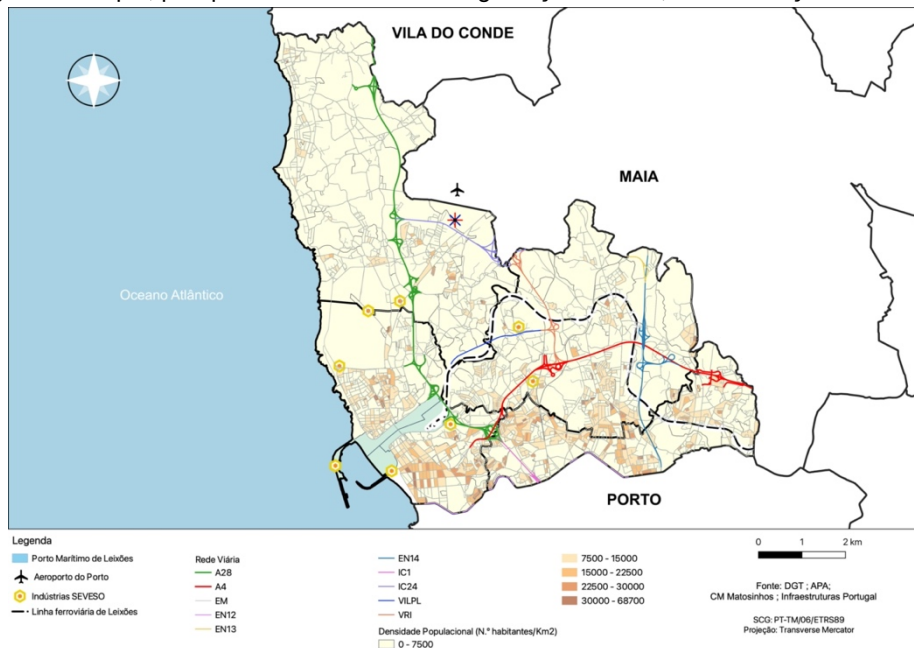 VILA DO CONDE
MAIA
Oceano Atlântico
PORTO
Legenda
Porto Marítimo de Leixões
Aeroporto do Porto
Indústrias SEVESO
Linha ferroviária de Leixões
Rede Viária
A28
A4
EM
EN12
EN13
EN14
IC1
IC24
VILPL
VRI
Densidade Populacional (N.º habitantes/Km2)
0 - 7500
7500 - 15000
15000 - 22500
22500 - 30000
30000 - 68700
0 1 2 km
Fonte: DGT ; APA;
CM Matosinhos ; Infraestruturas Portugal
SCG: PT-TM/06/ETRS89
Projeção: Transverse Mercator